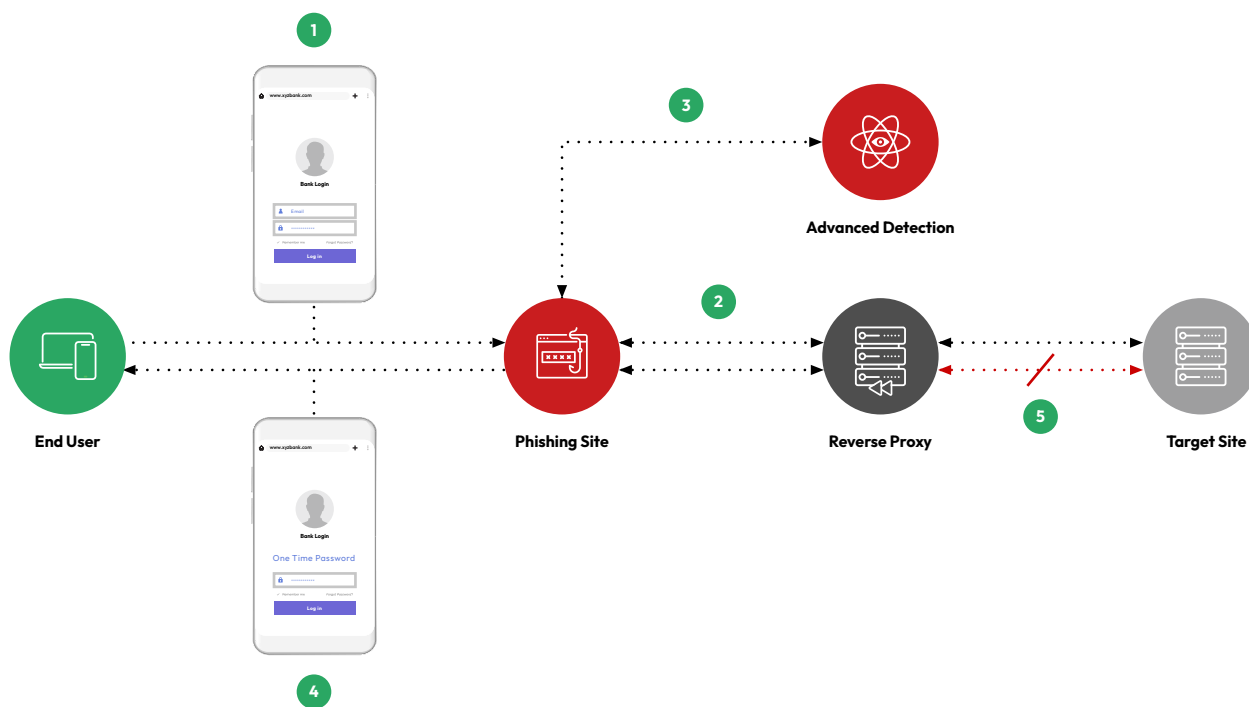 1
www.xyzbank.com
Bank Login
Email
************
✓ Remember me Forgot Password?
Log in
3
Advanced Detection
2
5
End User
Phishing Site
Reverse Proxy
Target Site
www.xyzbank.com
Bank Login
One Time Password
************
✓ Remember me Forgot Password?
Log in
4